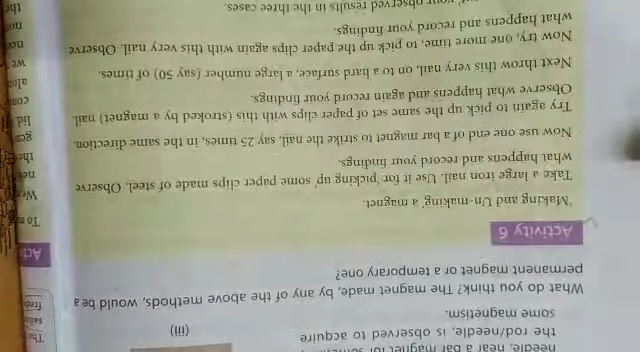 needle, near a bar magnet for
the rod/needle, is observed to acquire
some magnetism.
(iii)
What do you think? The magnet made, by any of the above methods, would be a
permanent magnet or a temporary one?
Activity 6
'Making and Un-making' a magnet.
Take a large iron nail. Use it for 'picking up' some paper clips made of steel. Observe
what happens and record your findings.
Now use one end of a bar magnet to strike the nail, say 25 times, in the same direction.
Try again to pick up the same set of paper clips with this (stroked by a magnet) nail.
Observe what happens and again record your findings.
Next throw this very nail, on to a hard surface, a large number (say 50) of times.
Now try, one more time, to pick up the paper clips again with this very nail. Observe
what happens and record your findings.
your observed results in the three cases.
The
Act
To
We
the